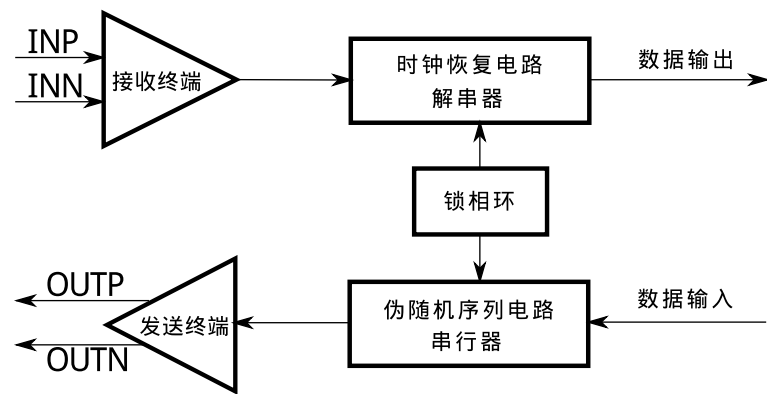 INP
INN
接收终端
时钟恢复电路
解串器
数据输出
锁相环
OUTP
OUTN
发送终端
伪随机序列电路
串行器
数据输入